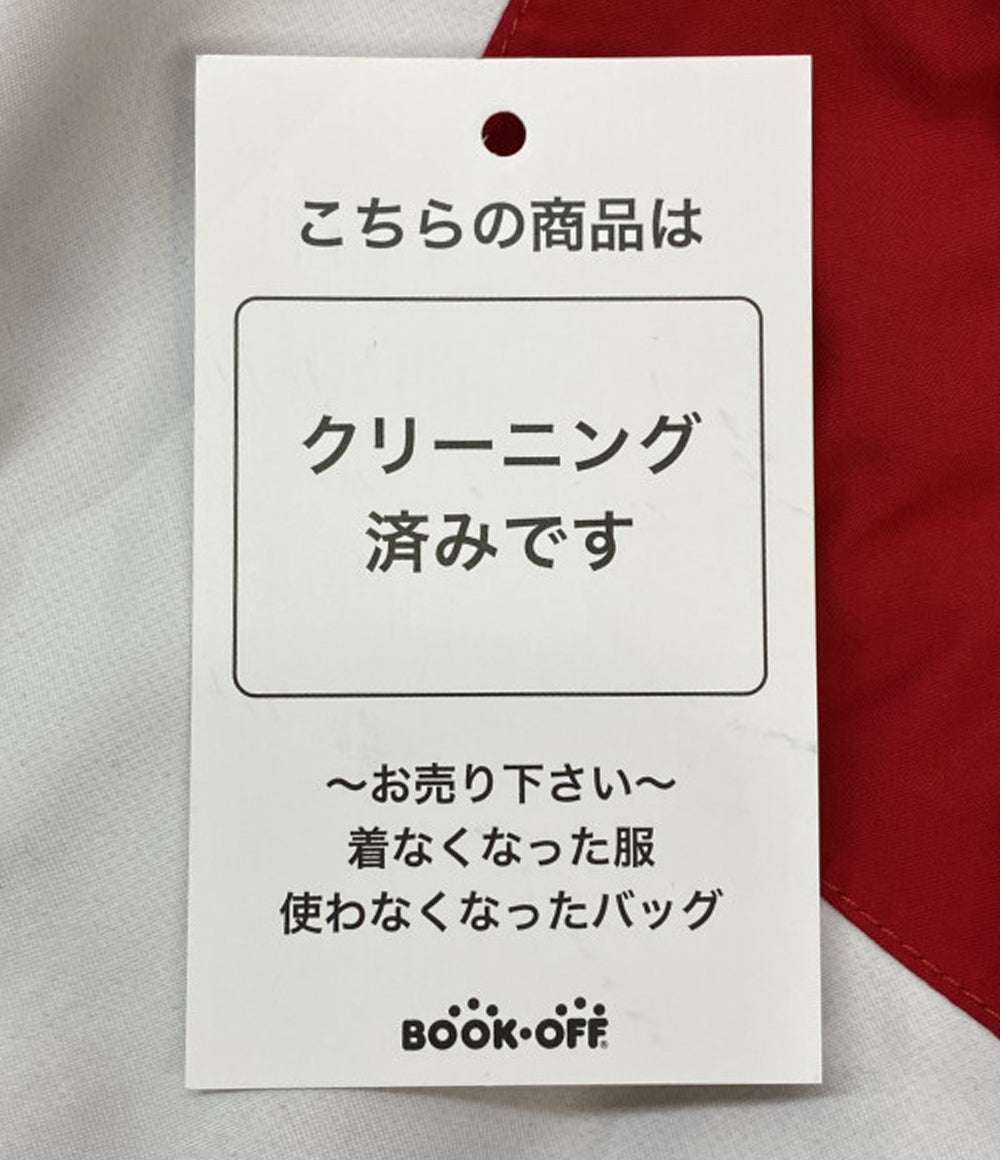 こちらの商品は
クリーニング
済みです
〜お売り下さい〜
着なくなった服
使わなくなったバッグ
BOOK・OFF®